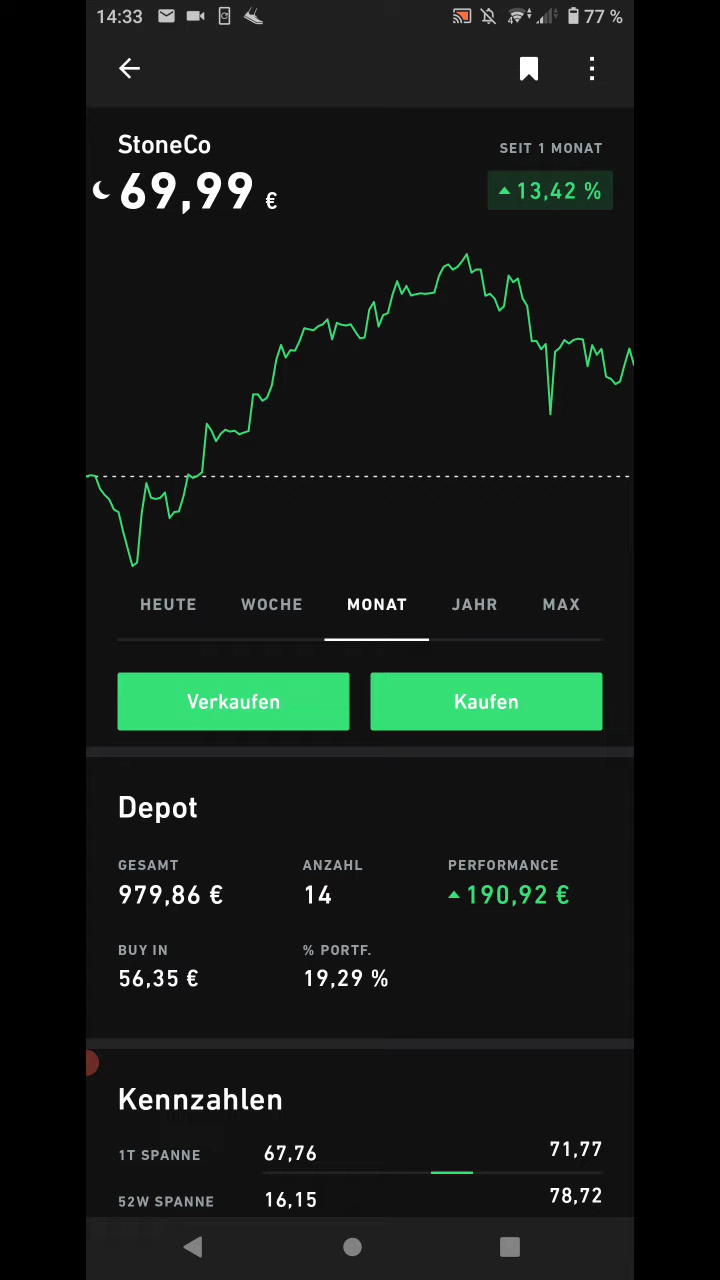 14:33 77 %
StoneCo SEIT 1 MONAT
69,99 € 13,42 %
HEUTE WOCHE MONAT JAHR MAX
Verkaufen Kaufen
Depot
GESAMT ANZAHL PERFORMANCE
979,86 € 14 190,92 €
BUY IN % PORTF.
56,35 € 19,29 %
Kennzahlen
1T SPANNE 67,76 71,77
52W SPANNE 16,15 78,72